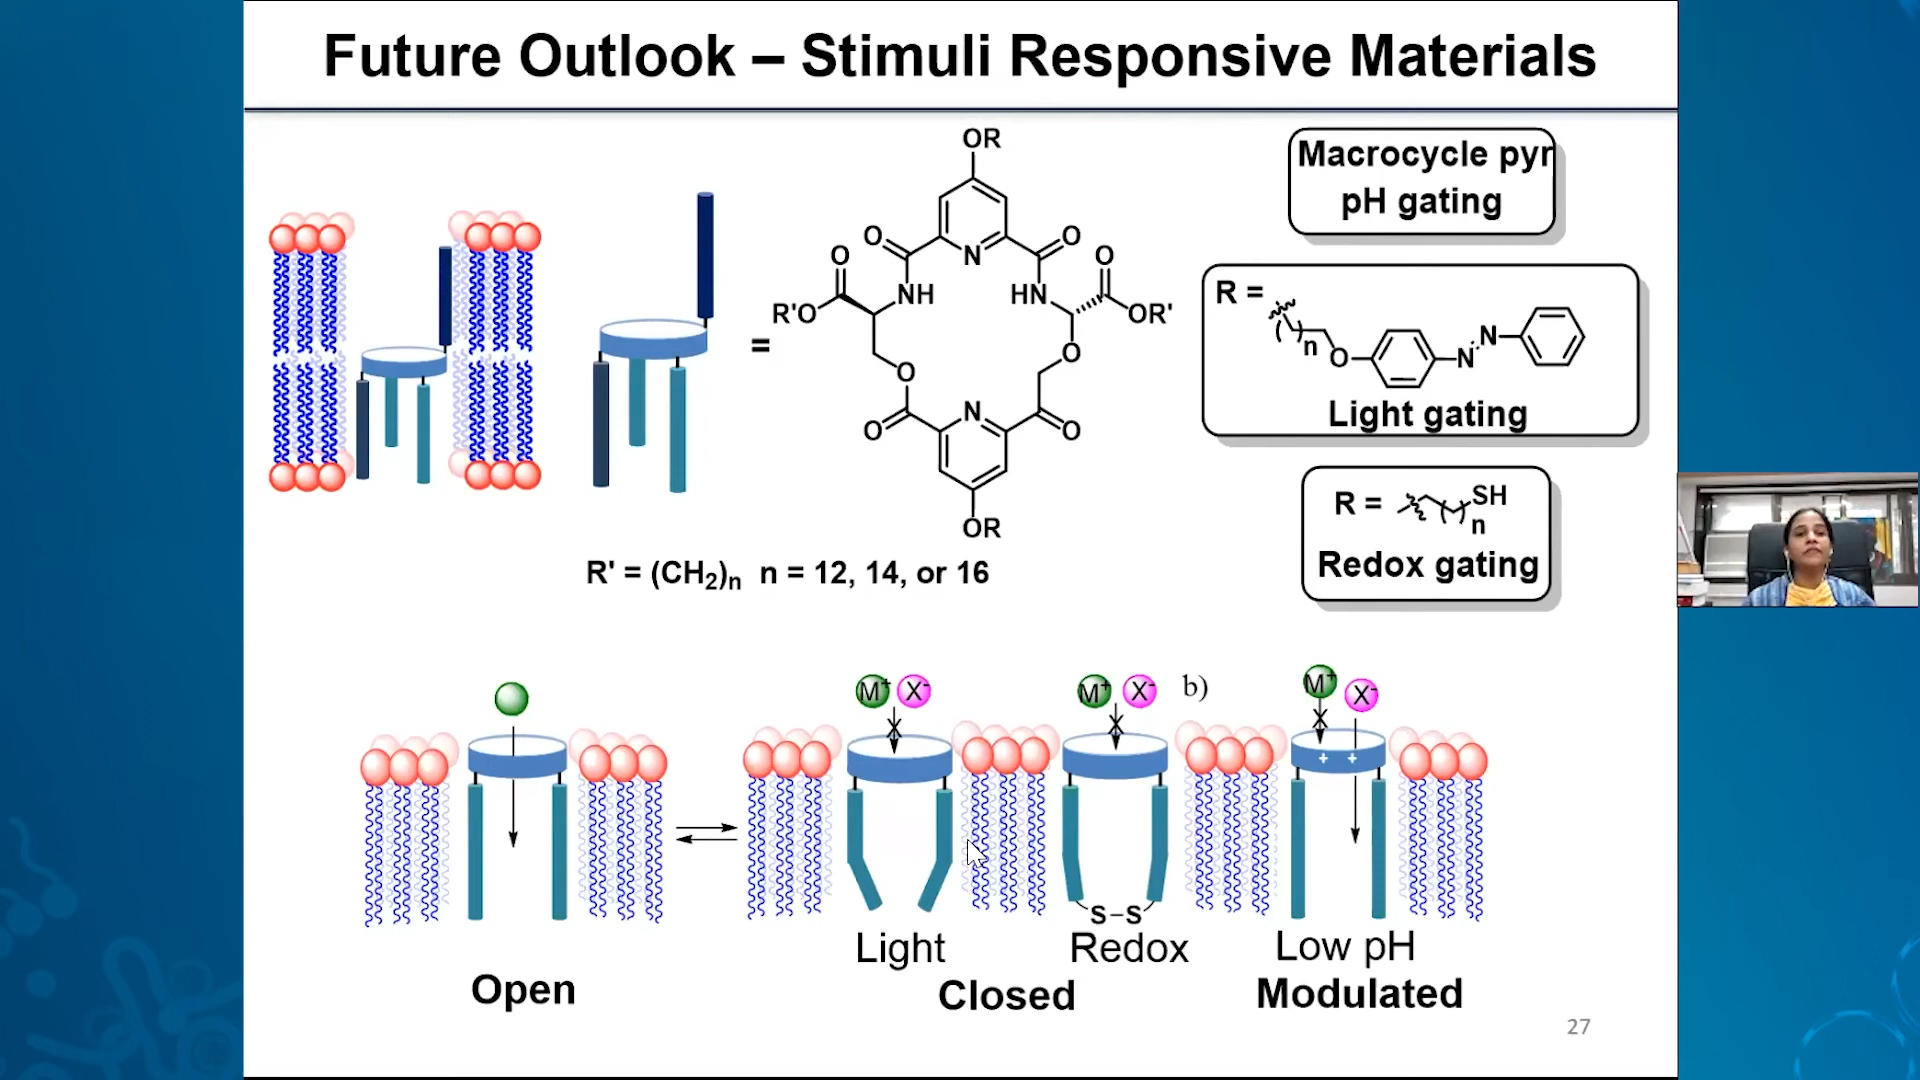 Future Outlook – Stimuli Responsive Materials
OR
O
O
N
O
O
NH
HN
R'O
OR'
=
O
O
O
N
O
OR
R' = (CH2)n n = 12, 14, or 16
Macrocycle pyr
pH gating
R =
n
O
N
N
Light gating
R =
SH
n
Redox gating
M+ X-
M+ X-
b)
M+ X-
+ +
S–S
Light
Redox
Low pH
Open
Closed
Modulated
27